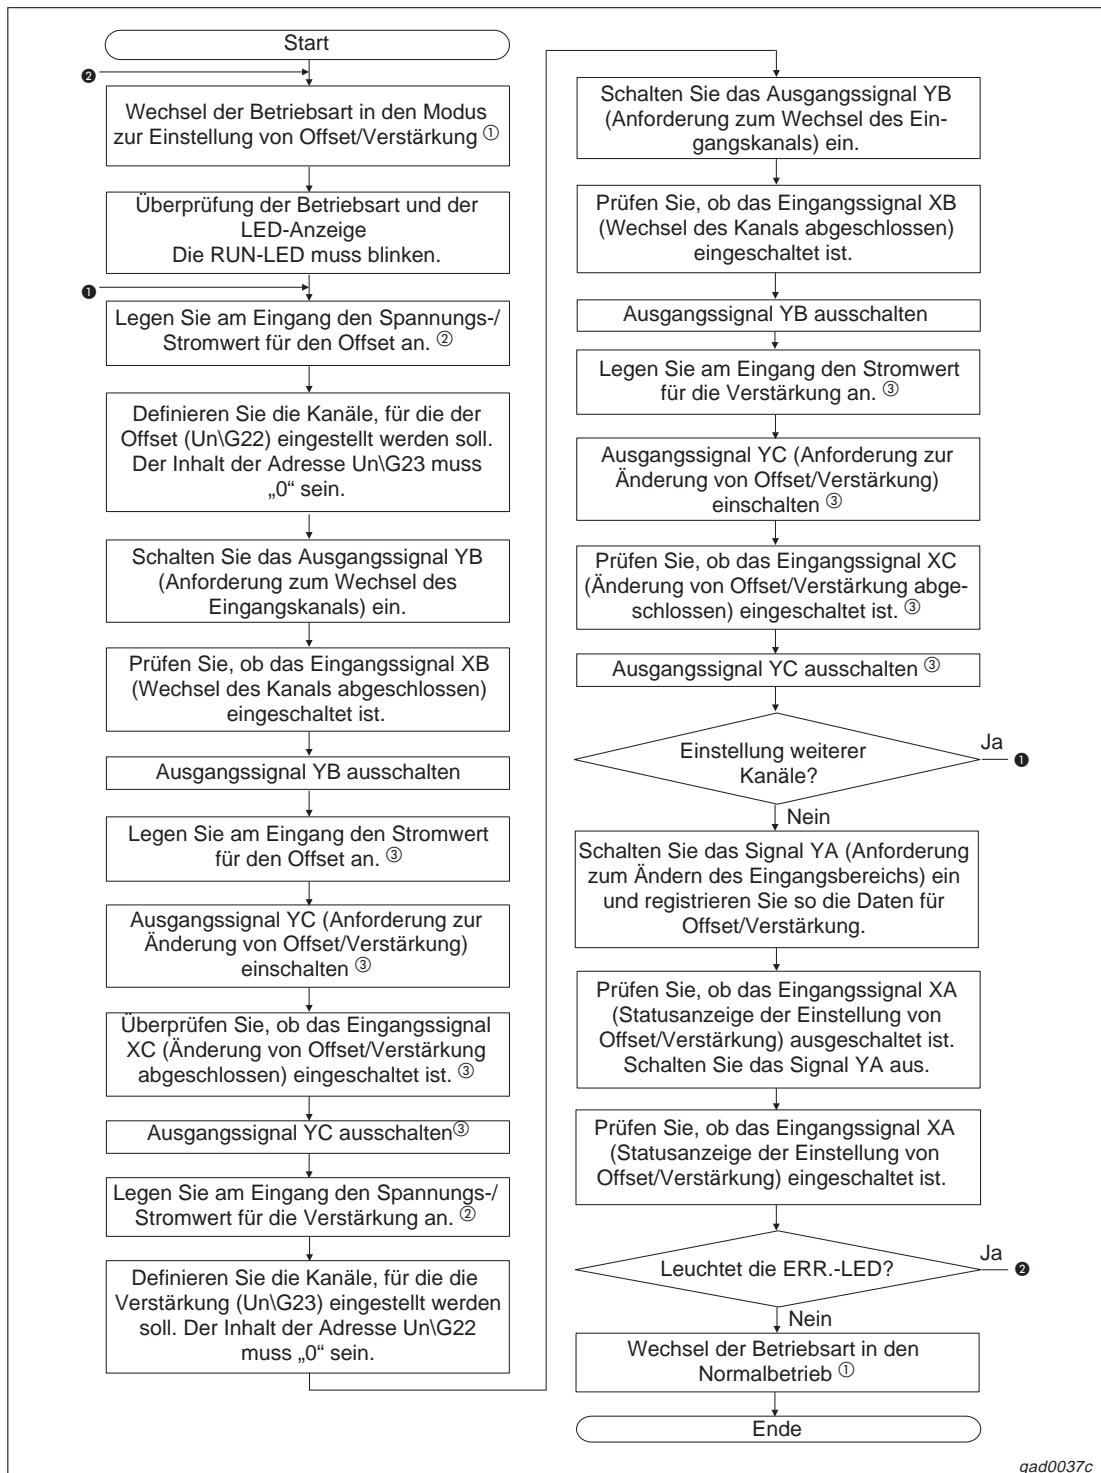 Start
❷
Wechsel der Betriebsart in den Modus
zur Einstellung von Offset/Verstärkung ①
Überprüfung der Betriebsart und der
LED-Anzeige
Die RUN-LED muss blinken.
❶
Legen Sie am Eingang den Spannungs-/
Stromwert für den Offset an. ②
Definieren Sie die Kanäle, für die der
Offset (Un\G22) eingestellt werden soll.
Der Inhalt der Adresse Un\G23 muss
„0“ sein.
Schalten Sie das Ausgangssignal YB
(Anforderung zum Wechsel des
Eingangskanals) ein.
Prüfen Sie, ob das Eingangssignal XB
(Wechsel des Kanals abgeschlossen)
eingeschaltet ist.
Ausgangssignal YB ausschalten
Legen Sie am Eingang den Stromwert
für den Offset an. ③
Ausgangssignal YC (Anforderung zur
Änderung von Offset/Verstärkung)
einschalten ③
Überprüfen Sie, ob das Eingangssignal
XC (Änderung von Offset/Verstärkung
abgeschlossen) eingeschaltet ist. ③
Ausgangssignal YC ausschalten③
Legen Sie am Eingang den Spannungs-/
Stromwert für die Verstärkung an. ②
Definieren Sie die Kanäle, für die die
Verstärkung (Un\G23) eingestellt werden
soll. Der Inhalt der Adresse Un\G22
muss „0“ sein.
Schalten Sie das Ausgangssignal YB
(Anforderung zum Wechsel des Ein-
gangskanals) ein.
Prüfen Sie, ob das Eingangssignal XB
(Wechsel des Kanals abgeschlossen)
eingeschaltet ist.
Ausgangssignal YB ausschalten
Legen Sie am Eingang den Stromwert
für die Verstärkung an. ③
Ausgangssignal YC (Anforderung zur
Änderung von Offset/Verstärkung)
einschalten ③
Prüfen Sie, ob das Eingangssignal XC
(Änderung von Offset/Verstärkung abge-
schlossen) eingeschaltet ist. ③
Ausgangssignal YC ausschalten ③
Einstellung weiterer
Kanäle?
Ja
❶
Nein
Schalten Sie das Signal YA (Anforderung
zum Ändern des Eingangsbereichs) ein
und registrieren Sie so die Daten für
Offset/Verstärkung.
Prüfen Sie, ob das Eingangssignal XA
(Statusanzeige der Einstellung von
Offset/Verstärkung) ausgeschaltet ist.
Schalten Sie das Signal YA aus.
Prüfen Sie, ob das Eingangssignal XA
(Statusanzeige der Einstellung von
Offset/Verstärkung) eingeschaltet ist.
Leuchtet die ERR.-LED?
Ja
❷
Nein
Wechsel der Betriebsart in den
Normalbetrieb ①
Ende
qad0037c